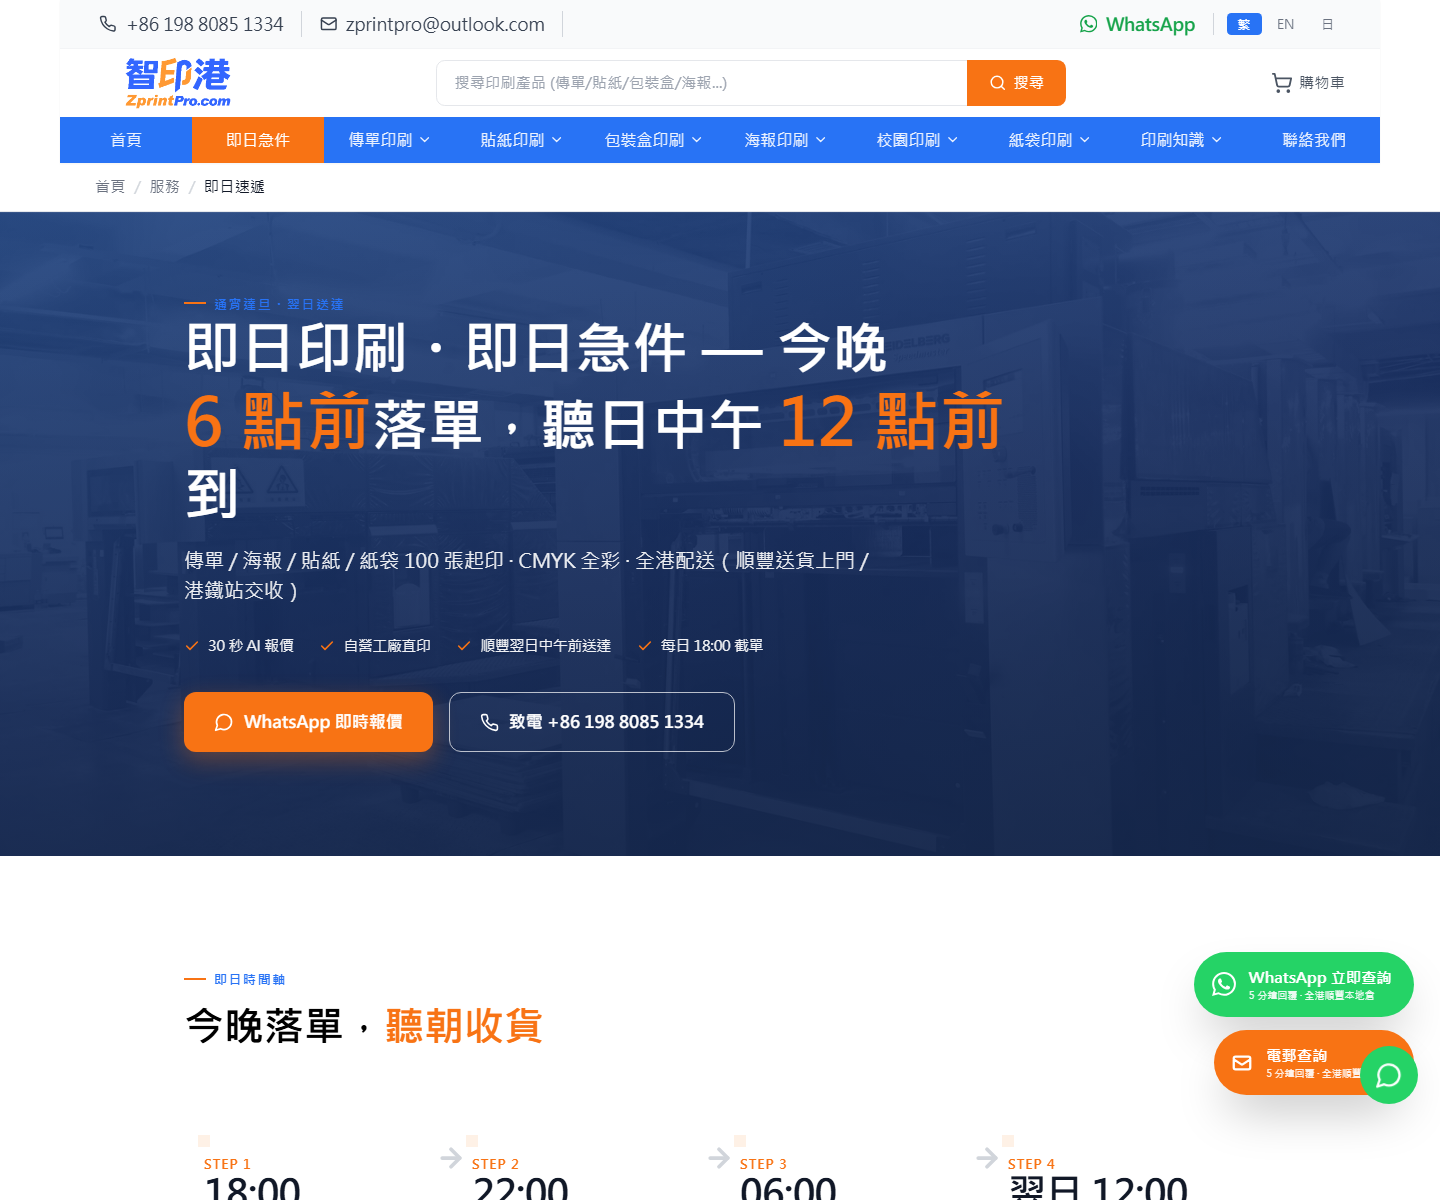 +86 198 8085 1334
zprintpro@outlook.com
WhatsApp
繁
EN
日
智印港
ZprintPro.com
搜尋印刷產品 (傳單/貼紙/包裝盒/海報...)
搜尋
購物車
首頁
即日急件
傳單印刷
貼紙印刷
包裝盒印刷
海報印刷
校園印刷
紙袋印刷
印刷知識
聯絡我們
首頁 / 服務 / 即日速遞
通宵達旦・翌日送達
即日印刷・即日急件 — 今晚
6 點前落單，聽日中午 12 點前
到
傳單 / 海報 / 貼紙 / 紙袋 100 張起印 · CMYK 全彩 · 全港配送（順豐送貨上門 /
港鐵站交收）
30 秒 AI 報價
自營工廠直印
順豐翌日中午前送達
每日 18:00 截單
WhatsApp 即時報價
致電 +86 198 8085 1334
即日時間軸
今晚落單，聽朝收貨
WhatsApp 立即查詢
5 分鐘回覆 · 全港順豐本地倉
電郵查詢
5 分鐘回覆 · 全港順豐
STEP 1
18:00
STEP 2
22:00
STEP 3
06:00
STEP 4
翌日 12:00